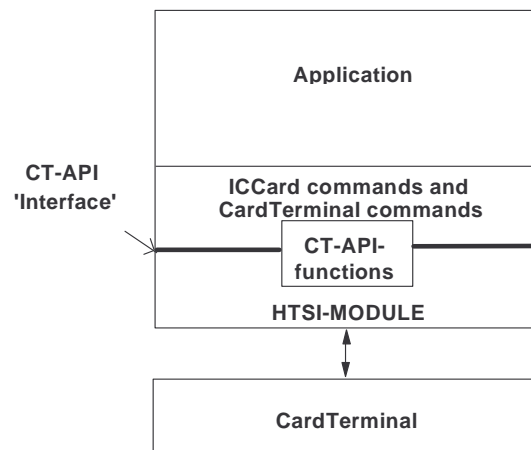 Application
CT-API
'Interface'
ICCard commands and
CardTerminal commands
CT-API-
functions
HTSI-MODULE
CardTerminal